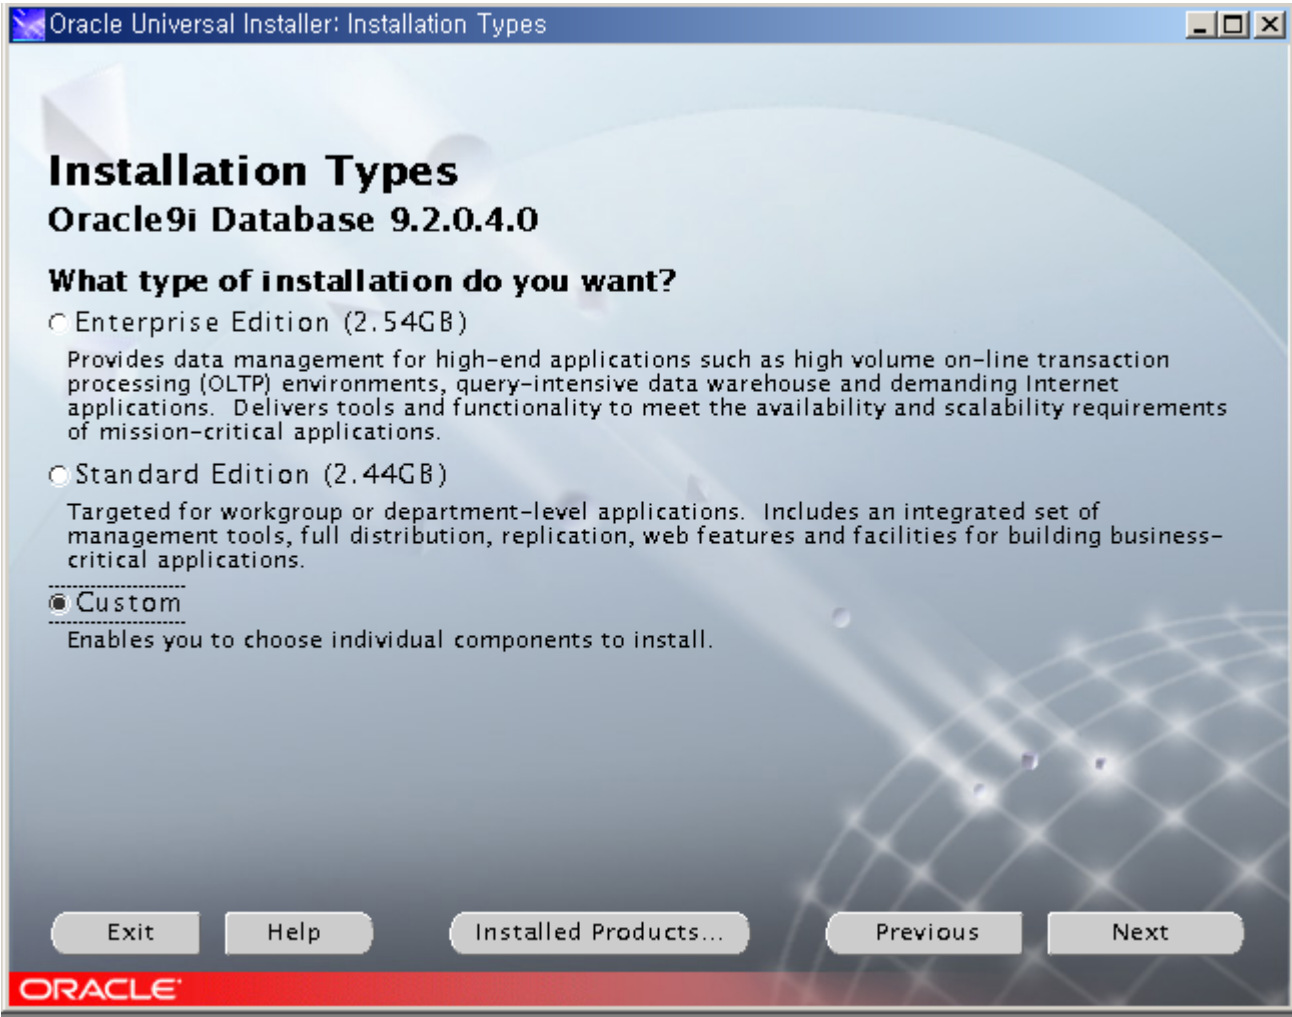 Oracle Universal Installer: Installation Types
Installation Types
Oracle9i Database 9.2.0.4.0
What type of installation do you want?
Enterprise Edition (2.54GB)
Provides data management for high-end applications such as high volume on-line transaction
processing (OLTP) environments, query-intensive data warehouse and demanding Internet
applications.  Delivers tools and functionality to meet the availability and scalability requirements
of mission-critical applications.
Standard Edition (2.44GB)
Targeted for workgroup or department-level applications.  Includes an integrated set of
management tools, full distribution, replication, web features and facilities for building business-
critical applications.
Custom
Enables you to choose individual components to install.
Exit Help Installed Products... Previous Next
ORACLE